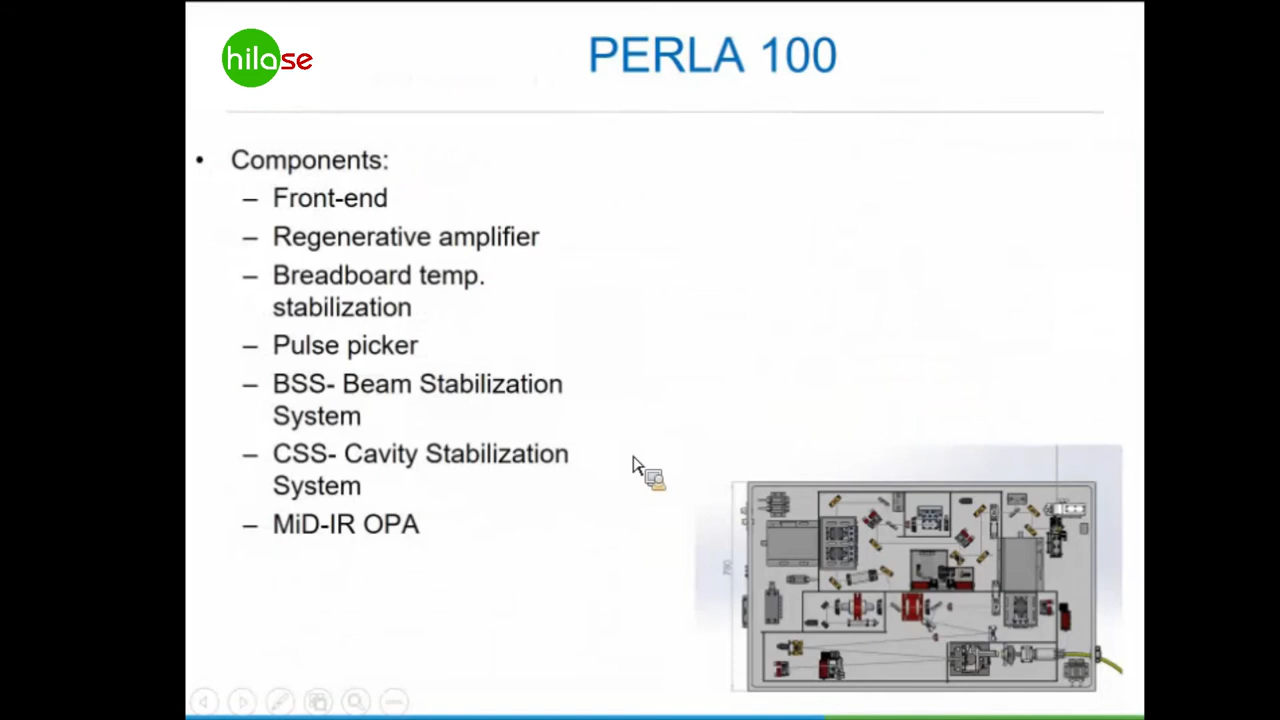 hilase
PERLA 100
• Components:
– Front-end
– Regenerative amplifier
– Breadboard temp.
stabilization
– Pulse picker
– BSS- Beam Stabilization
System
– CSS- Cavity Stabilization
System
– MiD-IR OPA